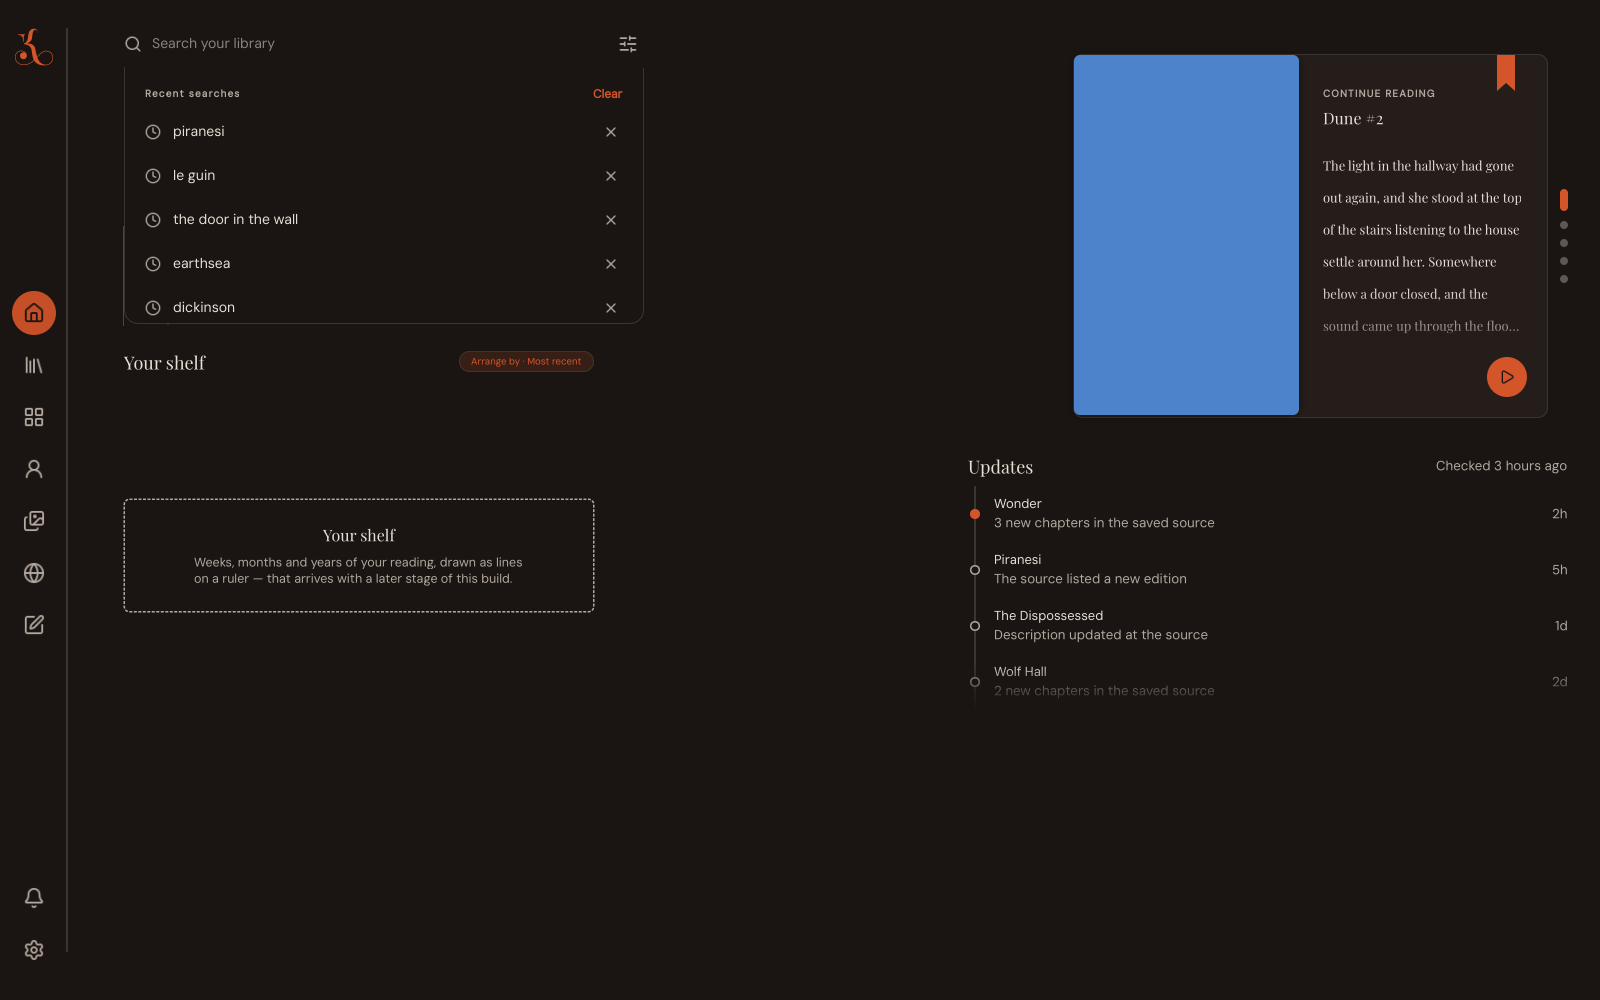 Search your library
Recent searches
Clear
piranesi
le guin
the door in the wall
earthsea
dickinson
Your shelf
Arrange by · Most recent
Your shelf
Weeks, months and years of your reading, drawn as lines
on a ruler — that arrives with a later stage of this build.
CONTINUE READING
Dune #2
The light in the hallway had gone
out again, and she stood at the top
of the stairs listening to the house
settle around her. Somewhere
below a door closed, and the
sound came up through the floo...
Updates
Checked 3 hours ago
Wonder
3 new chapters in the saved source
2h
Piranesi
The source listed a new edition
5h
The Dispossessed
Description updated at the source
1d
Wolf Hall
2 new chapters in the saved source
2d